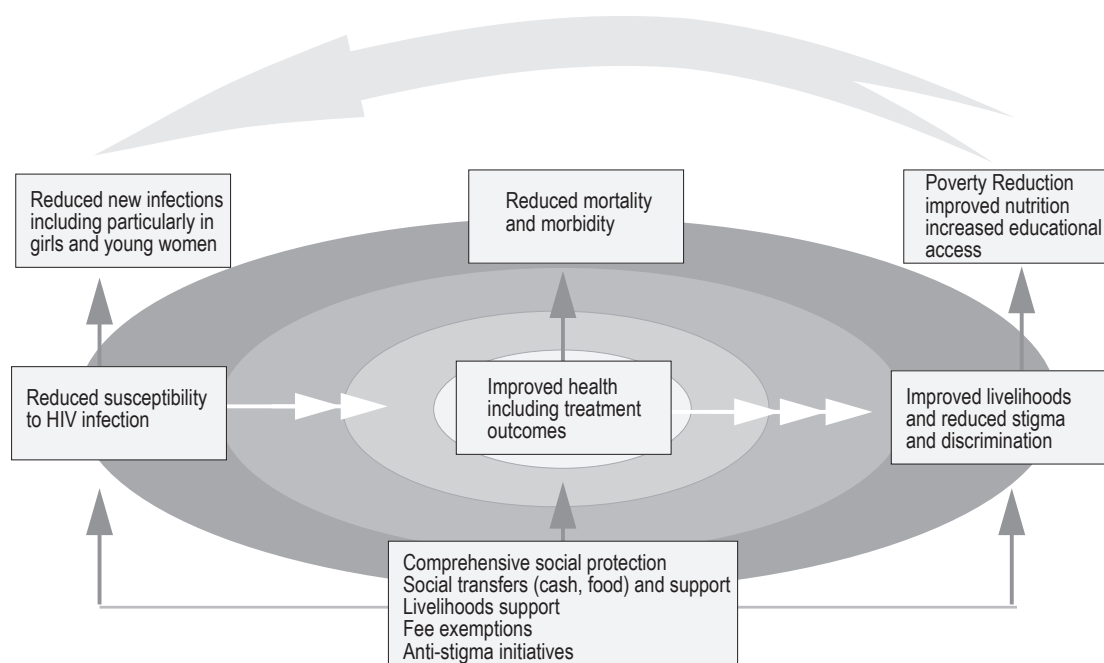 Reduced new infections
including particularly in
girls and young women
Reduced mortality
and morbidity
Poverty Reduction
improved nutrition
increased educational
access
Reduced susceptibility
to HIV infection
Improved health
including treatment
outcomes
Improved livelihoods
and reduced stigma
and discrimination
Comprehensive social protection
Social transfers (cash, food) and support
Livelihoods support
Fee exemptions
Anti-stigma initiatives